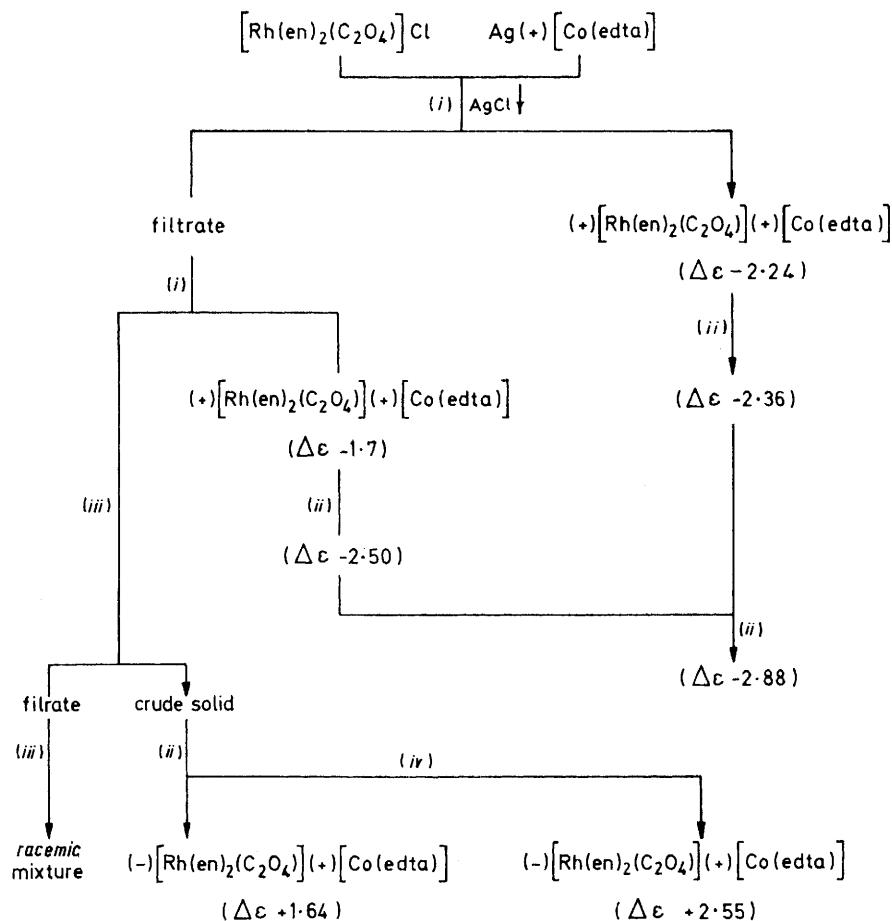 [Rh(en)₂(C₂O₄)]Cl Ag(+)[Co(edta)]
(i) AgCl↓
filtrate
(+)[Rh(en)₂(C₂O₄)](+)[Co(edta)]
(Δε -2·24)
(i)
(ii)
(+)[Rh(en)₂(C₂O₄)](+)[Co(edta)]
(Δε -1·7)
(Δε -2·36)
(iii)
(ii)
(Δε -2·50)
(ii)
(Δε -2·88)
filrate crude solid
(iii) (ii) (iv)
racemic
mixture
(-)[Rh(en)₂(C₂O₄)](+)[Co(edta)] (-)[Rh(en)₂(C₂O₄)](+)[Co(edta)]
(Δε +1·64) (Δε +2·55)